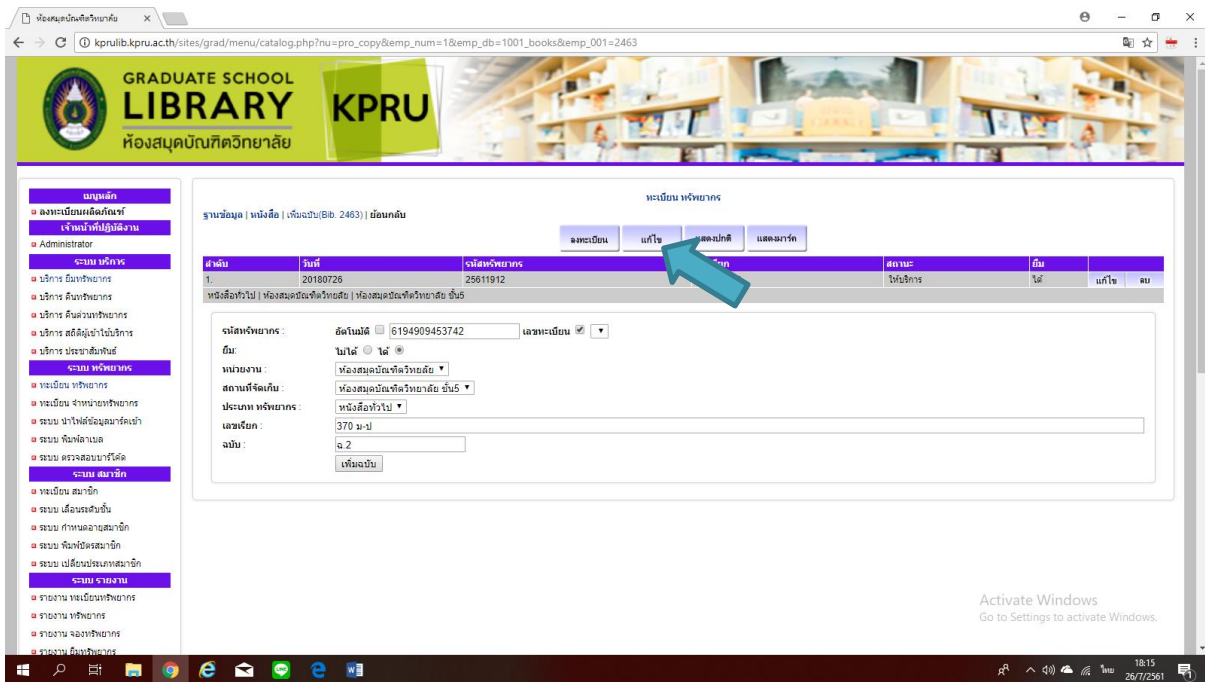 ห้องสมุดบัณฑิตวิทยาลัย
kprulib.kpru.ac.th/sites/grad/menu/catalog.php?nu=pro_copy&emp_num=1&emp_db=1001_books&emp_001=2463
GRADUATE SCHOOL
LIBRARY
ห้องสมุดบัณฑิตวิทยาลัย
KPRU
เมนูหลัก
ลงทะเบียนผลิตภัณฑ์
เจ้าหน้าที่ปฏิบัติงาน
Administrator
ระบบ บริการ
บริการ ยืมทรัพยากร
บริการ คืนทรัพยากร
บริการ คืนด่วนทรัพยากร
บริการ สถิติผู้เข้าใช้บริการ
บริการ ประชาสัมพันธ์
ระบบ ทรัพยากร
ทะเบียน ทรัพยากร
ทะเบียน จำหน่ายทรัพยากร
ระบบ นำไฟล์ข้อมูลมาร์คเข้า
ระบบ พิมพ์ลาเบล
ระบบ ตรวจสอบบาร์โค้ด
ระบบ สมาชิก
ทะเบียน สมาชิก
ระบบ เลื่อนระดับชั้น
ระบบ กำหนดอายุสมาชิก
ระบบ พิมพ์บัตรสมาชิก
ระบบ เปลี่ยนประเภทสมาชิก
ระบบ รายงาน
รายงาน ทะเบียนทรัพยากร
รายงาน ทรัพยากร
รายงาน จองทรัพยากร
รายงาน ยืมทรัพยากร
ทะเบียน ทรัพยากร
ฐานข้อมูล | หนังสือ | เพิ่มฉบับ(Bib. 2463) | ย้อนกลับ
ลงทะเบียน แก้ไข แสดงปกติ แสดงมาร์ค
ลำดับ วันที่ รหัสทรัพยากร สถานะ ยืม
1. 20180726 25611912 ให้บริการ ได้ แก้ไข ลบ
หนังสือทั่วไป | ห้องสมุดบัณฑิตวิทยลัย | ห้องสมุดบัณฑิตวิทยาลัย ชั้น5
รหัสทรัพยากร : อัตโนมัติ 6194909453742 เลขทะเบียน
ยืม: ไม่ได้ ได้
หน่วยงาน : ห้องสมุดบัณฑิตวิทยลัย
สถานที่จัดเก็บ : ห้องสมุดบัณฑิตวิทยาลัย ชั้น5
ประเภท ทรัพยากร : หนังสือทั่วไป
เลขเรียก : 370 ม-ป
ฉบับ : ฉ.2
เพิ่มฉบับ
Activate Windows
Go to Settings to activate Windows.
ไทย
18:15
26/7/2561